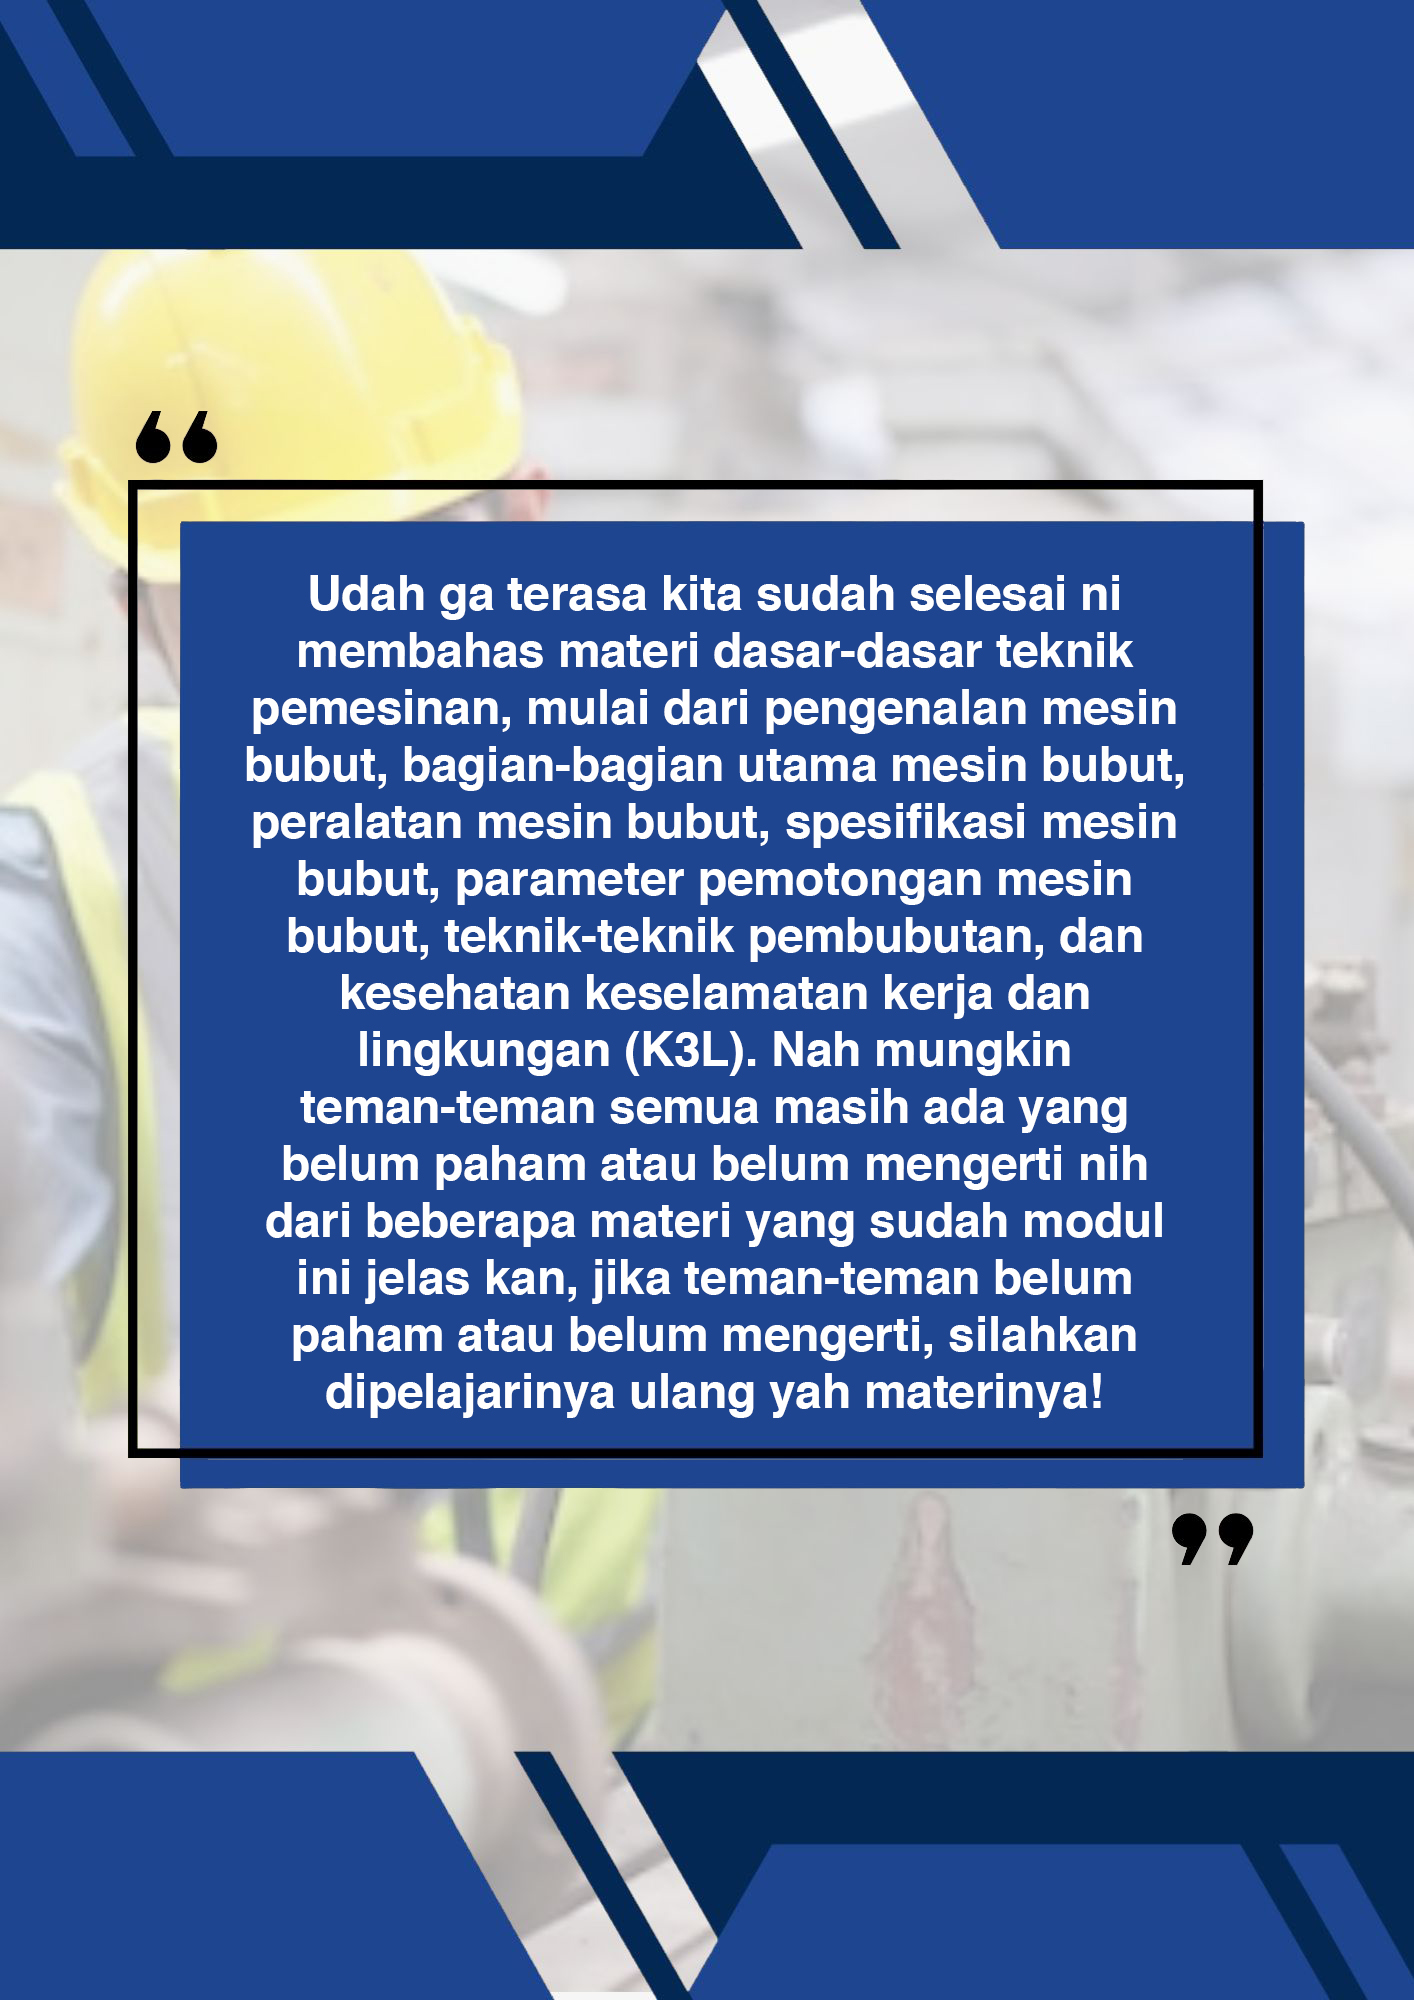 “
Udah ga terasa kita sudah selesai ni
membahas materi dasar-dasar teknik
pemesinan, mulai dari pengenalan mesin
bubut, bagian-bagian utama mesin bubut,
peralatan mesin bubut, spesifikasi mesin
bubut, parameter pemotongan mesin
bubut, teknik-teknik pembubutan, dan
kesehatan keselamatan kerja dan
lingkungan (K3L). Nah mungkin
teman-teman semua masih ada yang
belum paham atau belum mengerti nih
dari beberapa materi yang sudah modul
ini jelas kan, jika teman-teman belum
paham atau belum mengerti, silahkan
dipelajarinya ulang yah materinya!
”